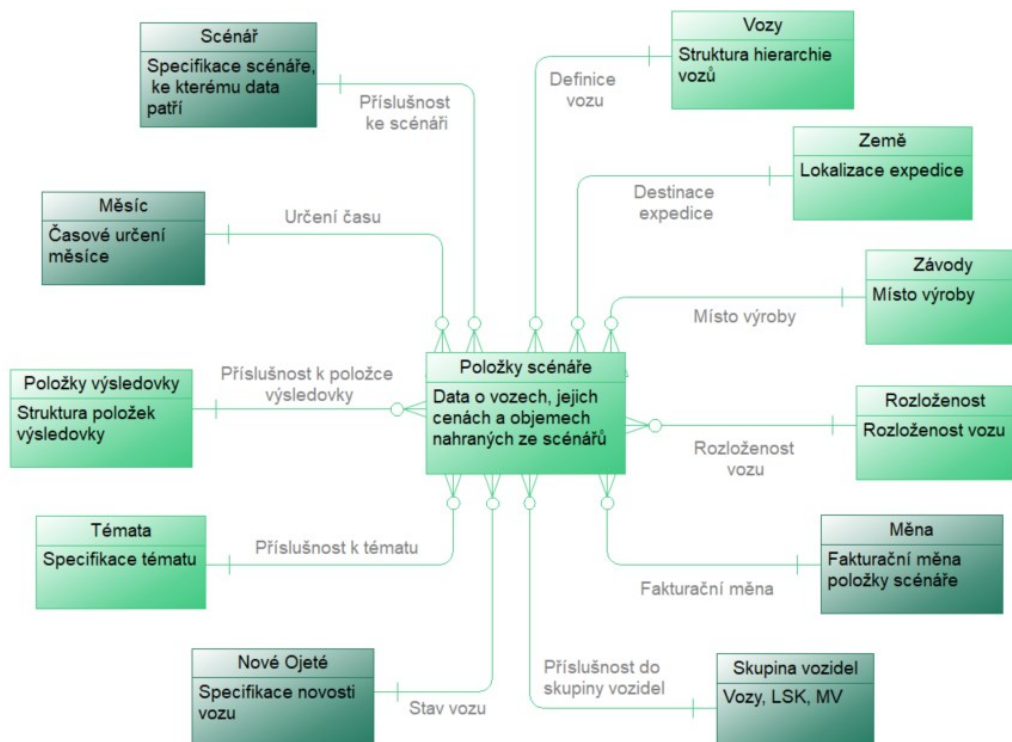 Scénář
Specifikace scénáře,
ke kterému data
patří
Příslušnost
ke scénáři
Vozy
Struktura hierarchie
vozů
Definice
vozu
Země
Lokalizace expedice
Destinace
expedice
Měsíc
Časové určení
měsíce
Určení času
Závody
Místo výroby
Místo výroby
Položky výsledovky
Struktura položek
výsledovky
Příslušnost k položce
výsledovky
Položky scénáře
Data o vozech, jejich
cenách a objemech
nahraných ze scénářů
Rozloženost
Rozloženost vozu
Rozloženost
vozu
Témata
Specifikace tématu
Příslušnost k tématu
Měna
Fakturační měna
položky scénáře
Fakturační měna
Nové Ojeté
Specifikace novosti
vozu
Stav vozu
Příslušnost do
skupiny vozidel
Skupina vozidel
Vozy, LSK, MV